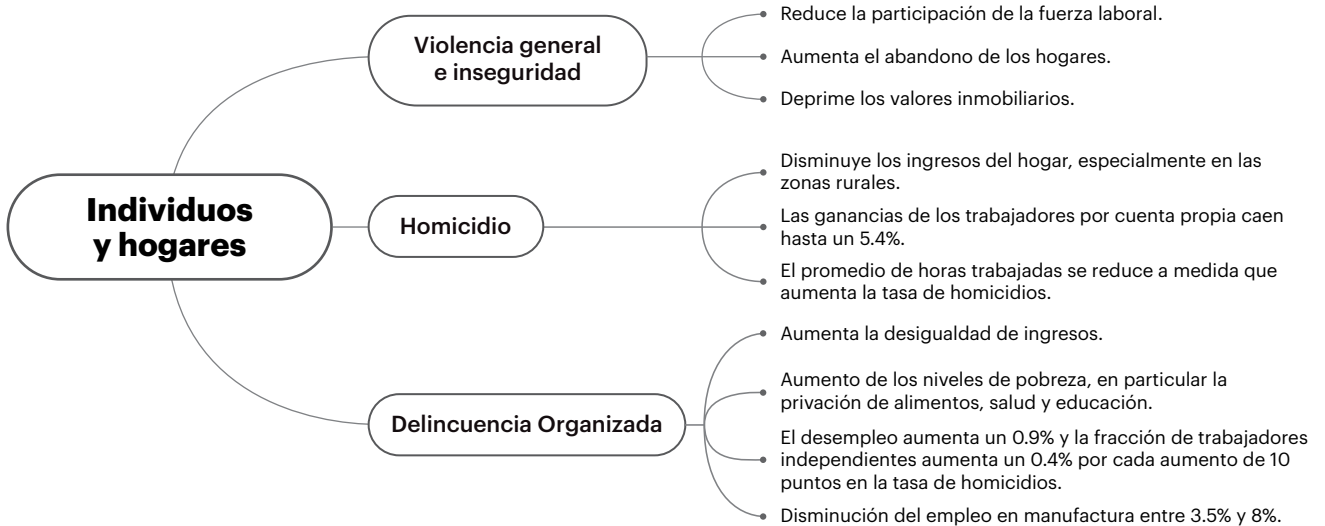 Individuos
y hogares
Violencia general
e inseguridad
Reduce la participación de la fuerza laboral.
Aumenta el abandono de los hogares.
Deprime los valores inmobiliarios.
Homicidio
Disminuye los ingresos del hogar, especialmente en las
zonas rurales.
Las ganancias de los trabajadores por cuenta propia caen
hasta un 5.4%.
El promedio de horas trabajadas se reduce a medida que
aumenta la tasa de homicidios.
Delincuencia Organizada
Aumenta la desigualdad de ingresos.
Aumento de los niveles de pobreza, en particular la
privación de alimentos, salud y educación.
El desempleo aumenta un 0.9% y la fracción de trabajadores
independientes aumenta un 0.4% por cada aumento de 10
puntos en la tasa de homicidios.
Disminución del empleo en manufactura entre 3.5% y 8%.